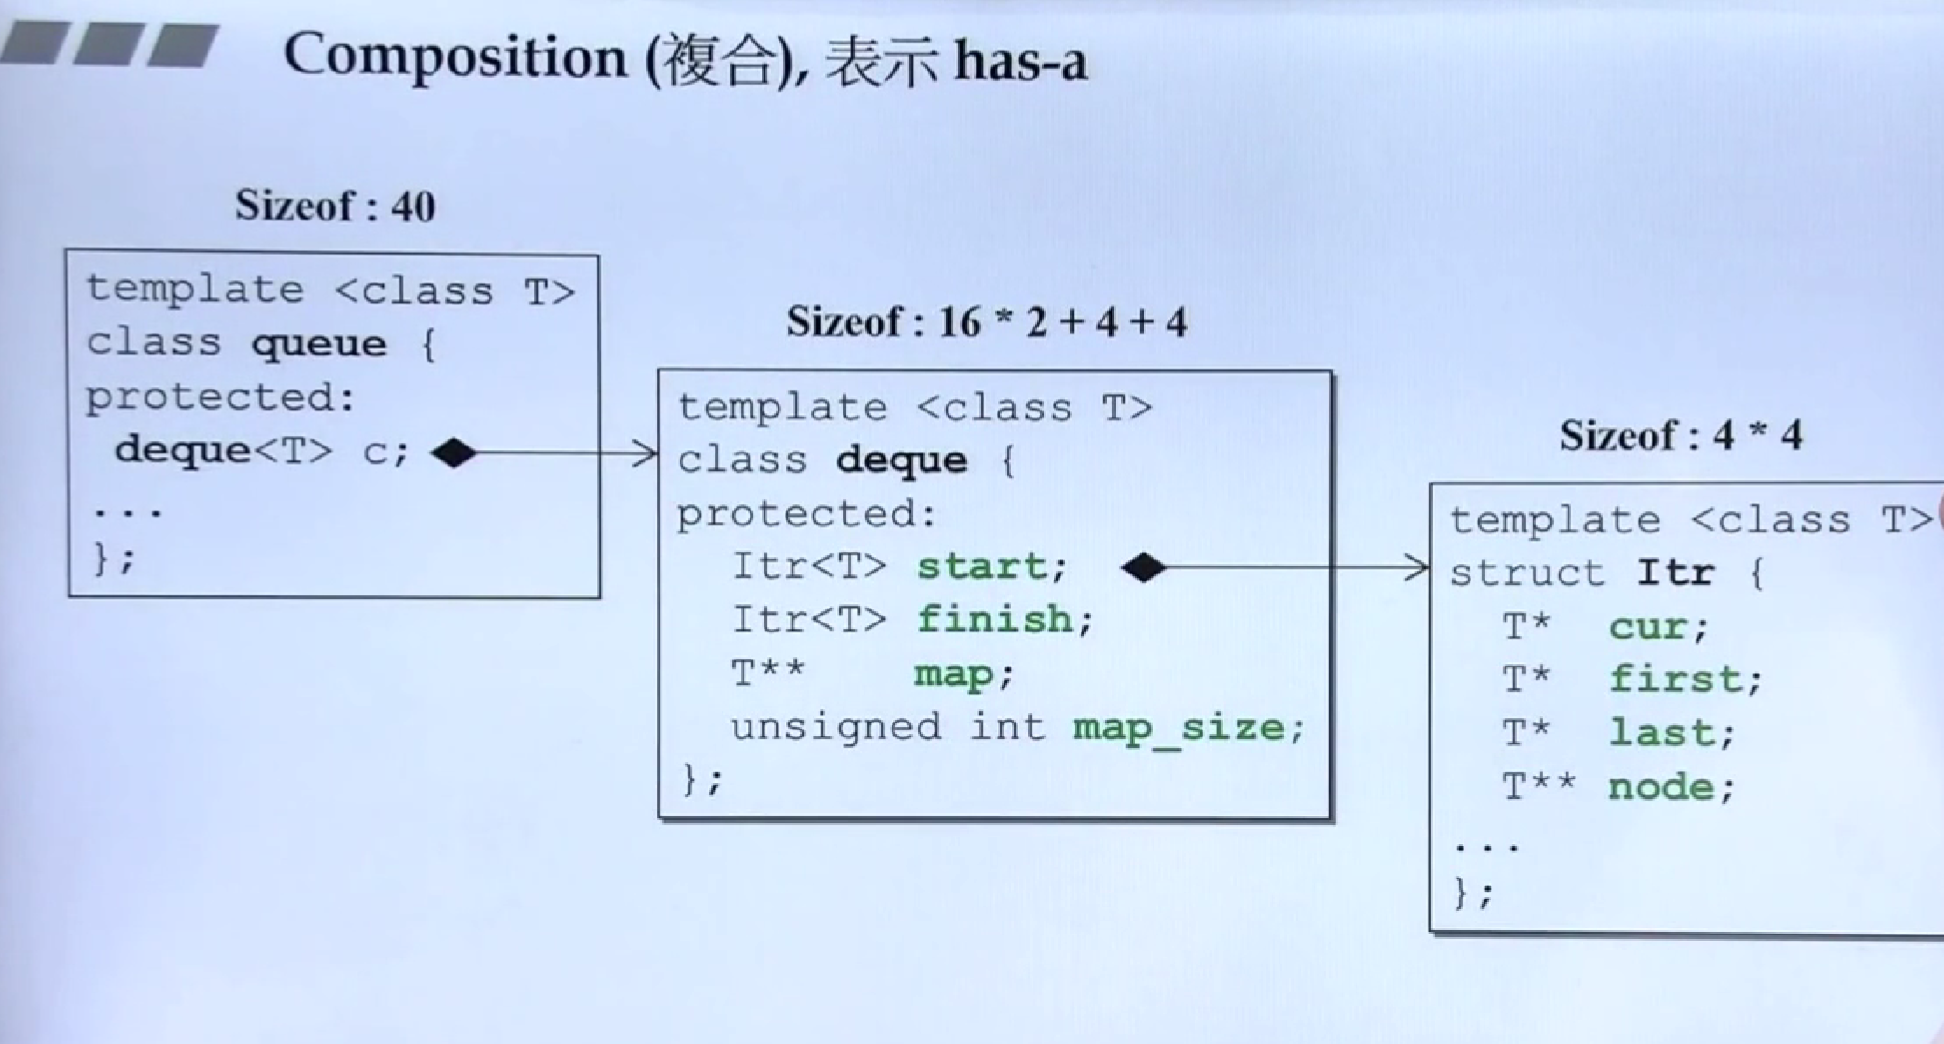 Composition (複合), 表示 has-a
Sizeof : 40
template <class T>
class queue {
protected:
deque<T> c;
...
};
Sizeof : 16 * 2 + 4 + 4
template <class T>
class deque {
protected:
Itr<T> start;
Itr<T> finish;
T** map;
unsigned int map_size;
};
Sizeof : 4 * 4
template <class T>
struct Itr {
T* cur;
T* first;
T* last;
T** node;
...
};